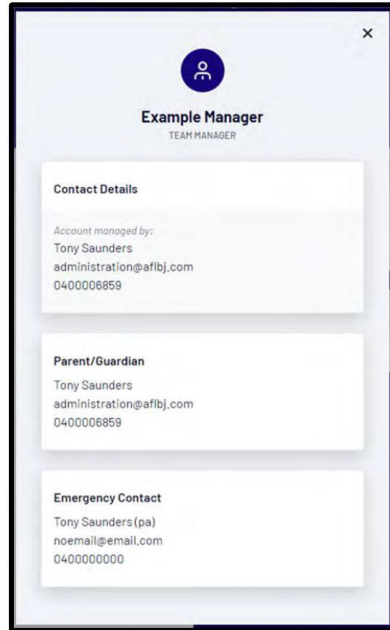 Example Manager
TEAM MANAGER
Contact Details
Account managed by:
Tony Saunders
administration@aflbj.com
0400006859
Parent/Guardian
Tony Saunders
administration@aflbj.com
0400006859
Emergency Contact
Tony Saunders (pa)
noemail@email.com
0400000000